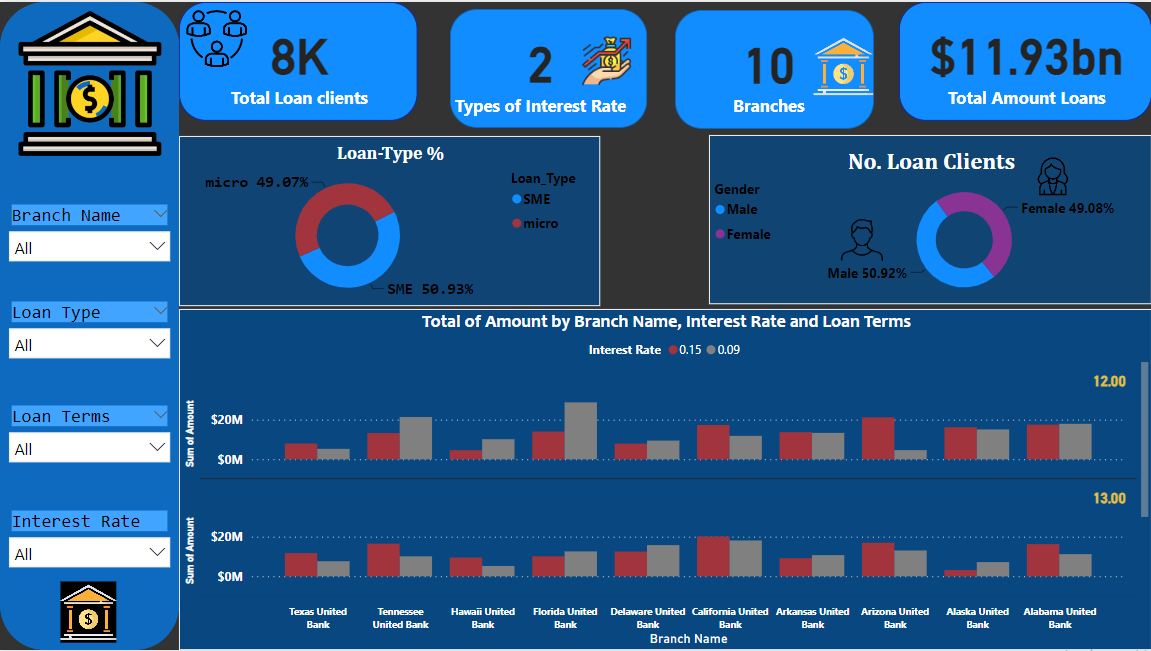 8K
Total Loan clients
2
Types of Interest Rate
10
Branches
$11.93bn
Total Amount Loans
$
Branch Name
All
Loan Type
All
Loan Terms
All
Interest Rate
All
$
Loan-Type %
micro 49.07%
SME 50.93%
Loan_Type
SME
micro
No. Loan Clients
Gender
Male
Female
Female 49.08%
Male 50.92%
Total of Amount by Branch Name, Interest Rate and Loan Terms
Interest Rate 0.15 0.09
12.00
Sum of Amount
$20M
$0M
13.00
Sum of Amount
$20M
$0M
Texas United Bank
Tennessee United Bank
Hawaii United Bank
Florida United Bank
Delaware United Bank
California United Bank
Arkansas United Bank
Arizona United Bank
Alaska United Bank
Alabama United Bank
Branch Name